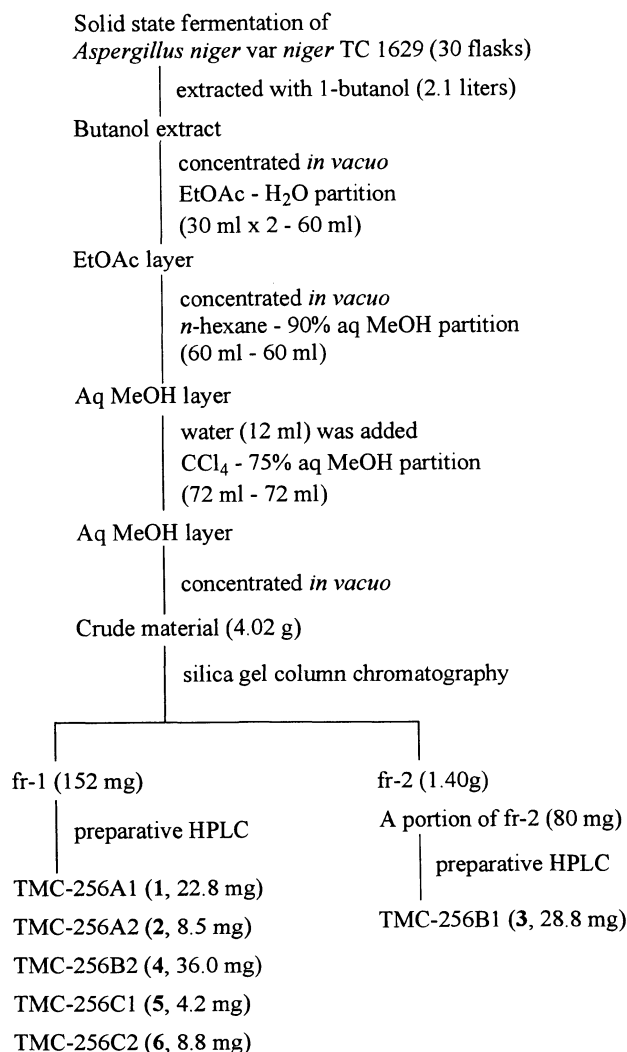 Solid state fermentation of
Aspergillus niger var niger TC 1629 (30 flasks)
extracted with 1-butanol (2.1 liters)
Butanol extract
concentrated in vacuo
EtOAc - H₂O partition
(30 ml x 2 - 60 ml)
EtOAc layer
concentrated in vacuo
n-hexane - 90% aq MeOH partition
(60 ml - 60 ml)
Aq MeOH layer
water (12 ml) was added
CCl₄ - 75% aq MeOH partition
(72 ml - 72 ml)
Aq MeOH layer
concentrated in vacuo
Crude material (4.02 g)
silica gel column chromatography
fr-1 (152 mg)
preparative HPLC
TMC-256A1 (1, 22.8 mg)
TMC-256A2 (2, 8.5 mg)
TMC-256B2 (4, 36.0 mg)
TMC-256C1 (5, 4.2 mg)
TMC-256C2 (6, 8.8 mg)
fr-2 (1.40g)
A portion of fr-2 (80 mg)
preparative HPLC
TMC-256B1 (3, 28.8 mg)